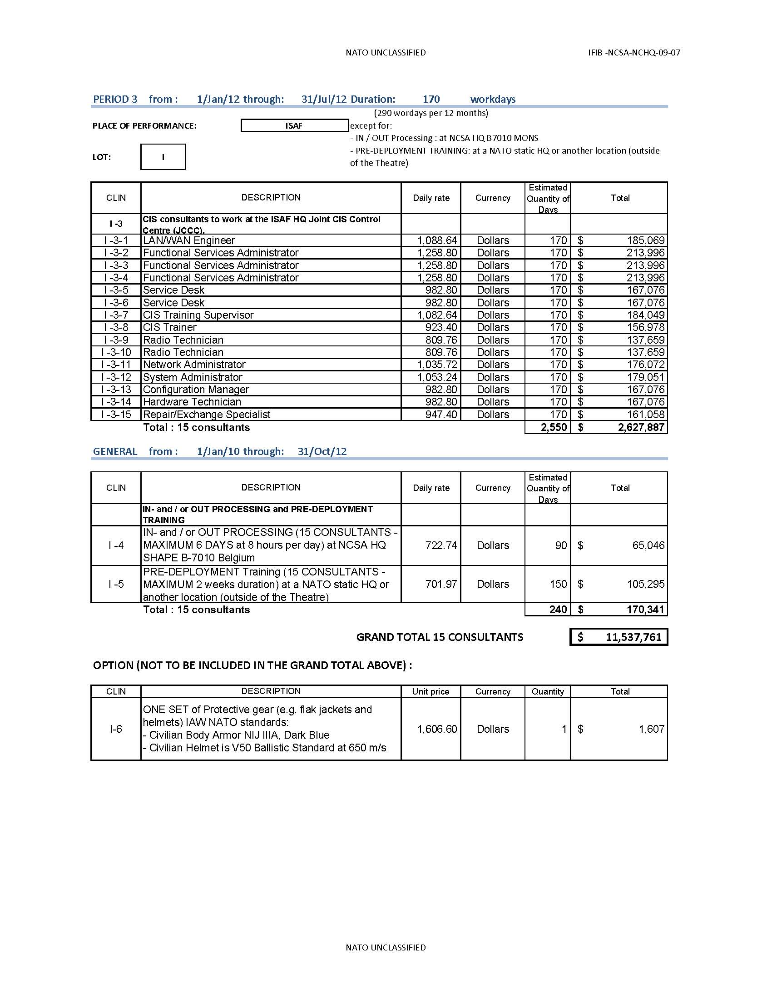 NATO UNCLASSIFIED IFIB -NCSA-NCHQ-09-07
PERIOD 3 from : 1/Jan/12 through: 31/Jul/12 Duration: 170 workdays
(290 wordays per 12 months)
PLACE OF PERFORMANCE: ISAF except for:
- IN / OUT Processing : at NCSA HQ B7010 MONS
LOT: I - PRE-DEPLOYMENT TRAINING: at a NATO static HQ or another location (outside
of the Theatre)
CLIN DESCRIPTION Daily rate Currency Estimated Quantity of Days Total
I -3 CIS consultants to work at the ISAF HQ Joint CIS Control
Centre (JCCC).
I -3-1 LAN/WAN Engineer 1,088.64 Dollars 170 $ 185,069
I -3-2 Functional Services Administrator 1,258.80 Dollars 170 $ 213,996
I -3-3 Functional Services Administrator 1,258.80 Dollars 170 $ 213,996
I -3-4 Functional Services Administrator 1,258.80 Dollars 170 $ 213,996
I -3-5 Service Desk 982.80 Dollars 170 $ 167,076
I -3-6 Service Desk 982.80 Dollars 170 $ 167,076
I -3-7 CIS Training Supervisor 1,082.64 Dollars 170 $ 184,049
I -3-8 CIS Trainer 923.40 Dollars 170 $ 156,978
I -3-9 Radio Technician 809.76 Dollars 170 $ 137,659
I -3-10 Radio Technician 809.76 Dollars 170 $ 137,659
I -3-11 Network Administrator 1,035.72 Dollars 170 $ 176,072
I -3-12 System Administrator 1,053.24 Dollars 170 $ 179,051
I -3-13 Configuration Manager 982.80 Dollars 170 $ 167,076
I -3-14 Hardware Technician 982.80 Dollars 170 $ 167,076
I -3-15 Repair/Exchange Specialist 947.40 Dollars 170 $ 161,058
Total : 15 consultants 2,550 $ 2,627,887
GENERAL from : 1/Jan/10 through: 31/Oct/12
CLIN DESCRIPTION Daily rate Currency Estimated Quantity of Days Total
IN- and / or OUT PROCESSING and PRE-DEPLOYMENT
TRAINING
IN- and / or OUT PROCESSING (15 CONSULTANTS -
I -4 MAXIMUM 6 DAYS at 8 hours per day) at NCSA HQ 722.74 Dollars 90 $ 65,046
SHAPE B-7010 Belgium
PRE-DEPLOYMENT Training (15 CONSULTANTS -
I -5 MAXIMUM 2 weeks duration) at a NATO static HQ or 701.97 Dollars 150 $ 105,295
another location (outside of the Theatre)
Total : 15 consultants 240 $ 170,341
GRAND TOTAL 15 CONSULTANTS $ 11,537,761
OPTION (NOT TO BE INCLUDED IN THE GRAND TOTAL ABOVE) :
CLIN DESCRIPTION Unit price Currency Quantity Total
ONE SET of Protective gear (e.g. flak jackets and
I-6 helmets) IAW NATO standards: 1,606.60 Dollars 1 $ 1,607
- Civilian Body Armor NIJ IIIA, Dark Blue
- Civilian Helmet is V50 Ballistic Standard at 650 m/s
NATO UNCLASSIFIED